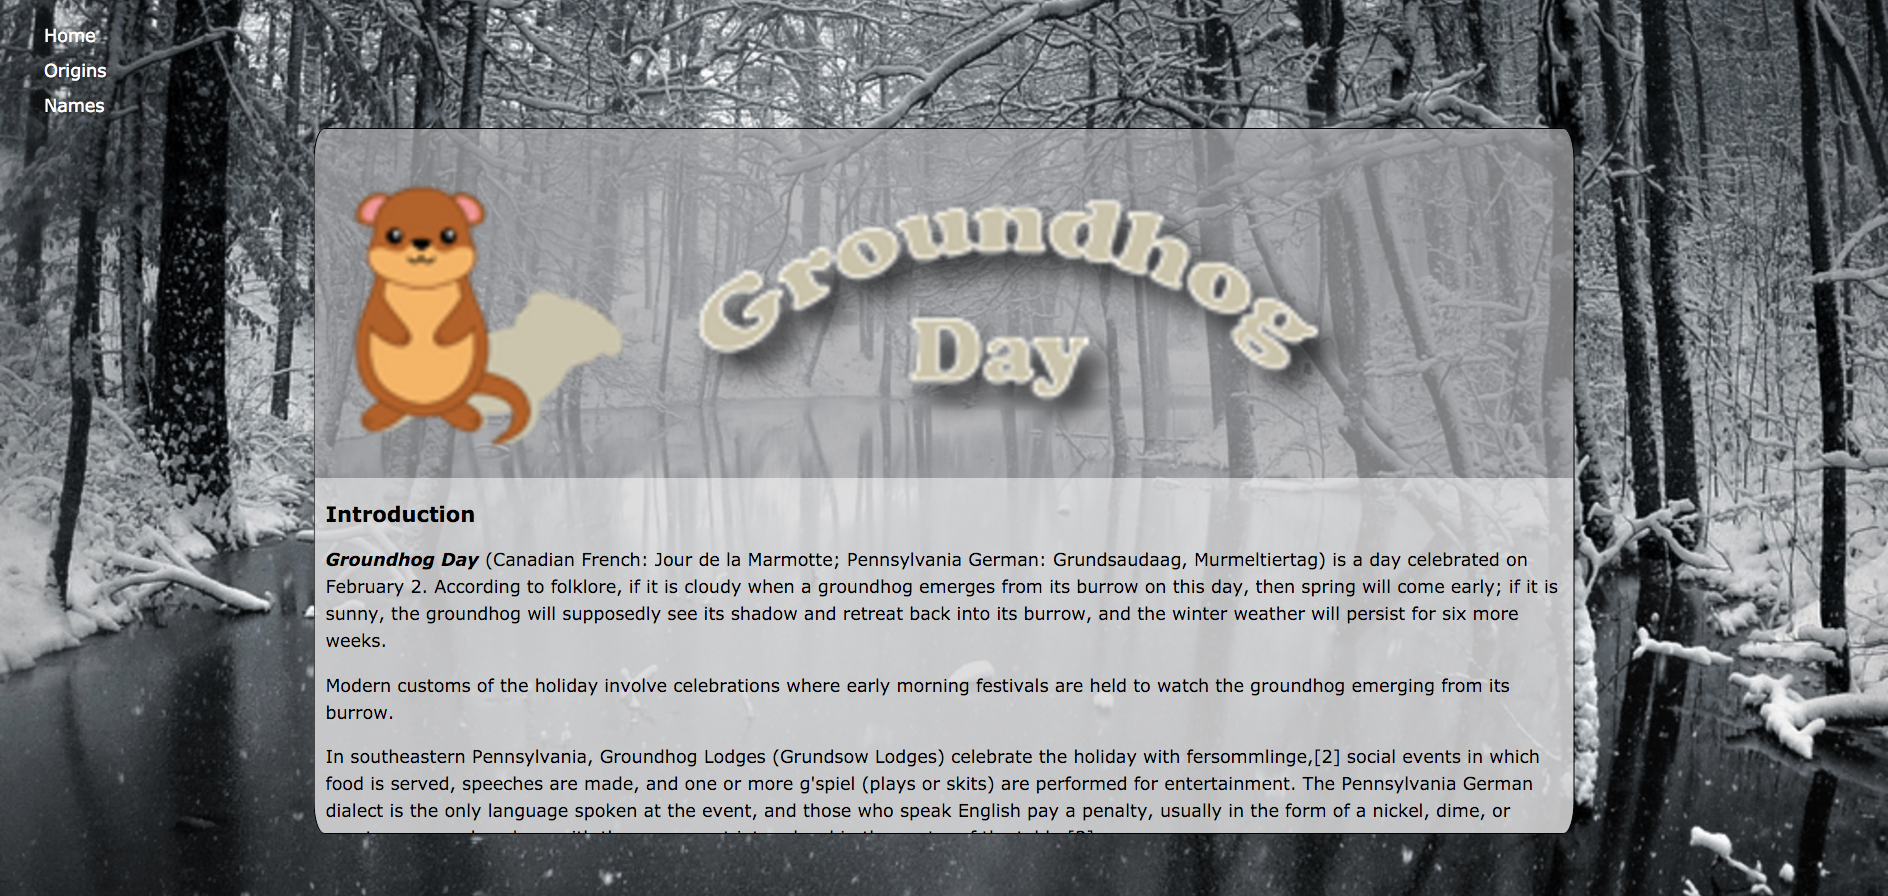 Home
Origins
Names
Groundhog
Day
Introduction
Groundhog Day (Canadian French: Jour de la Marmotte; Pennsylvania German: Grundsaudaag, Murmeltiertag) is a day celebrated on
February 2. According to folklore, if it is cloudy when a groundhog emerges from its burrow on this day, then spring will come early; if it is
sunny, the groundhog will supposedly see its shadow and retreat back into its burrow, and the winter weather will persist for six more
weeks.
Modern customs of the holiday involve celebrations where early morning festivals are held to watch the groundhog emerging from its
burrow.
In southeastern Pennsylvania, Groundhog Lodges (Grundsow Lodges) celebrate the holiday with fersommlinge,[2] social events in which
food is served, speeches are made, and one or more g'spiel (plays or skits) are performed for entertainment. The Pennsylvania German
dialect is the only language spoken at the event, and those who speak English pay a penalty, usually in the form of a nickel, dime, or